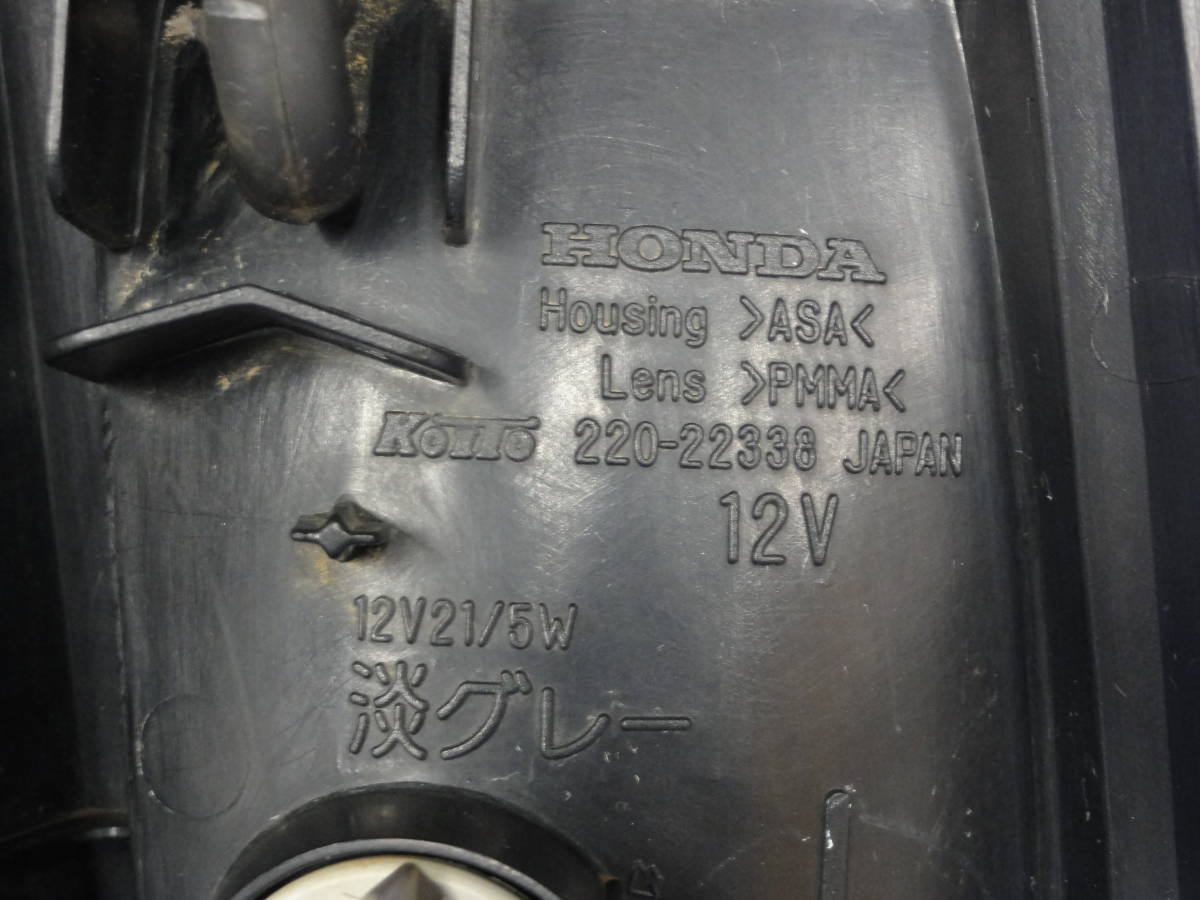 HONDA
Housing >ASA<
Lens >PMMA<
KOITO 220-22338 JAPAN
12V
12V21/5W
淡グレー